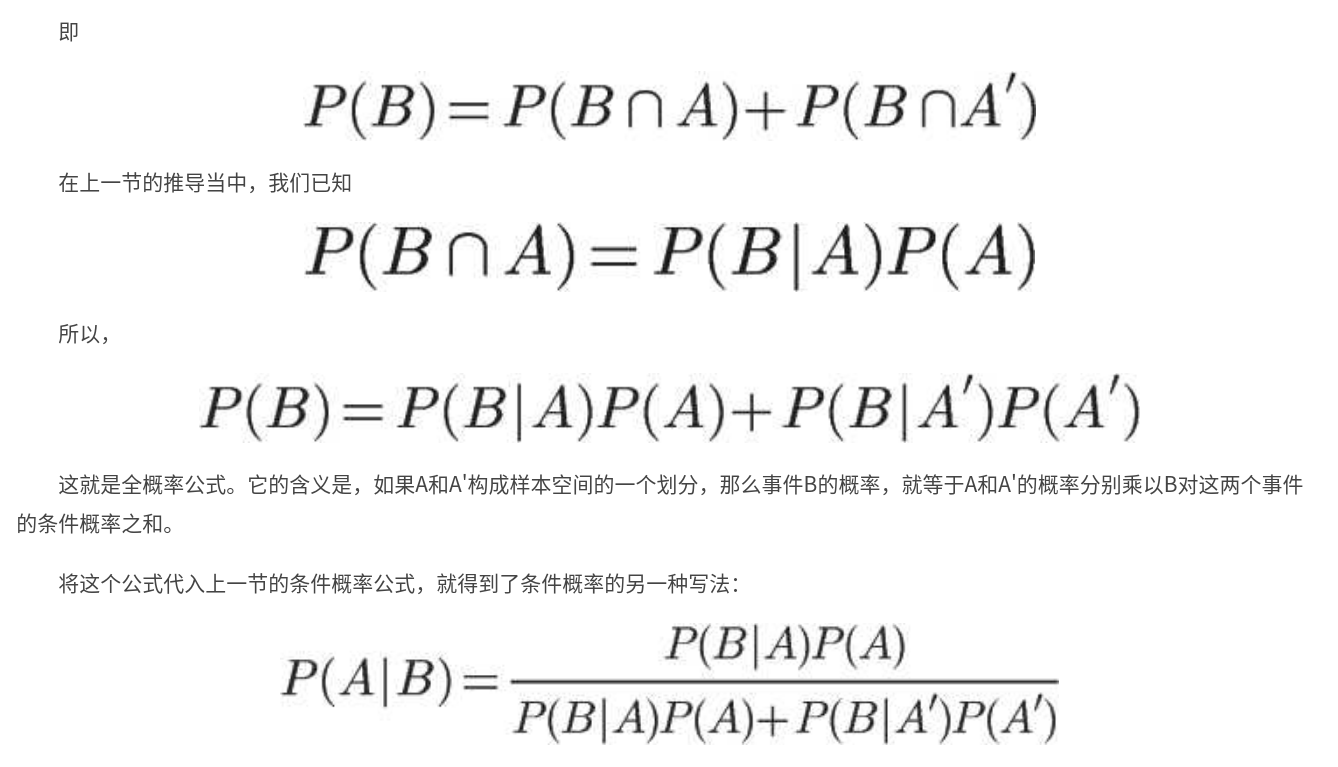 即
P(B)=P(B∩A)+P(B∩A′)
在上一节的推导当中，我们已知
P(B∩A)=P(B|A)P(A)
所以，
P(B)=P(B|A)P(A)+P(B|A′)P(A′)
这就是全概率公式。它的含义是，如果A和A'构成样本空间的一个划分，那么事件B的概率，就等于A和A'的概率分别乘以B对这两个事件
的条件概率之和。
将这个公式代入上一节的条件概率公式，就得到了条件概率的另一种写法：
P(B|A)P(A)
P(A|B)=
P(B|A)P(A)+P(B|A′)P(A′)